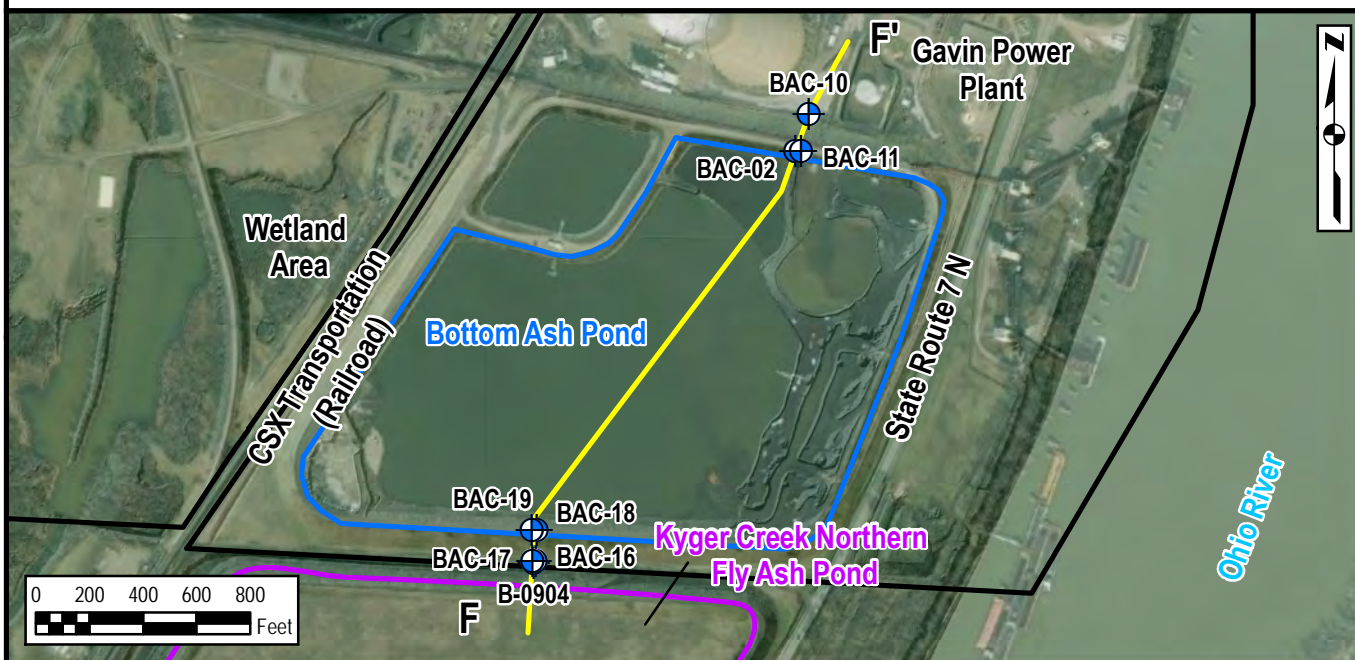 F'
Gavin Power
Plant
N
BAC-10
BAC-02
BAC-11
Wetland
Area
CSX Transportation
(Railroad)
Bottom Ash Pond
State Route 7 N
BAC-19
BAC-18
Kyger Creek Northern
Fly Ash Pond
BAC-17
BAC-16
B-0904
F
Ohio River
0 200 400 600 800
Feet